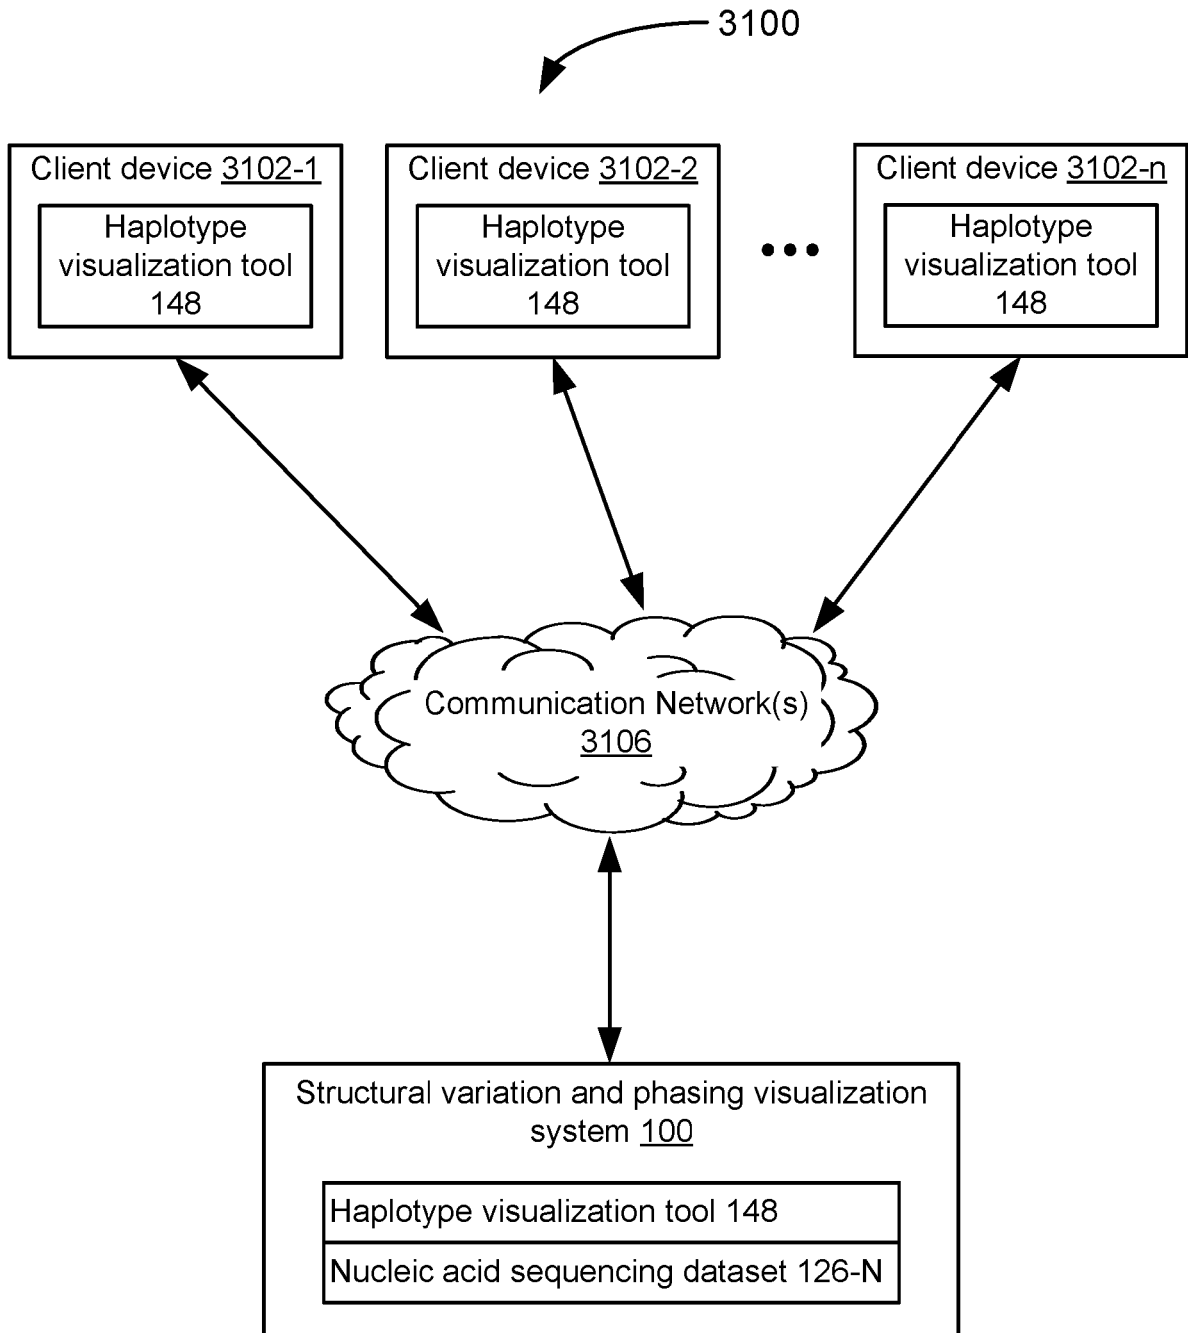 3100
Client device 3102-1
Haplotype
visualization tool
148
Client device 3102-2
Haplotype
visualization tool
148
Client device 3102-n
Haplotype
visualization tool
148
Communication Network(s)
3106
Structural variation and phasing visualization
system 100
Haplotype visualization tool 148
Nucleic acid sequencing dataset 126-N